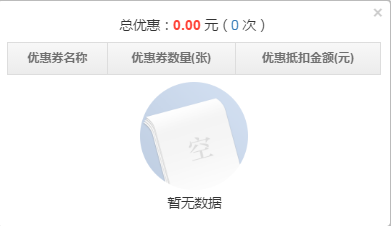 ×
总优惠：0.00 元 ( 0 次 )
优惠券名称 优惠券数量(张) 优惠抵扣金额(元)
空
暂无数据